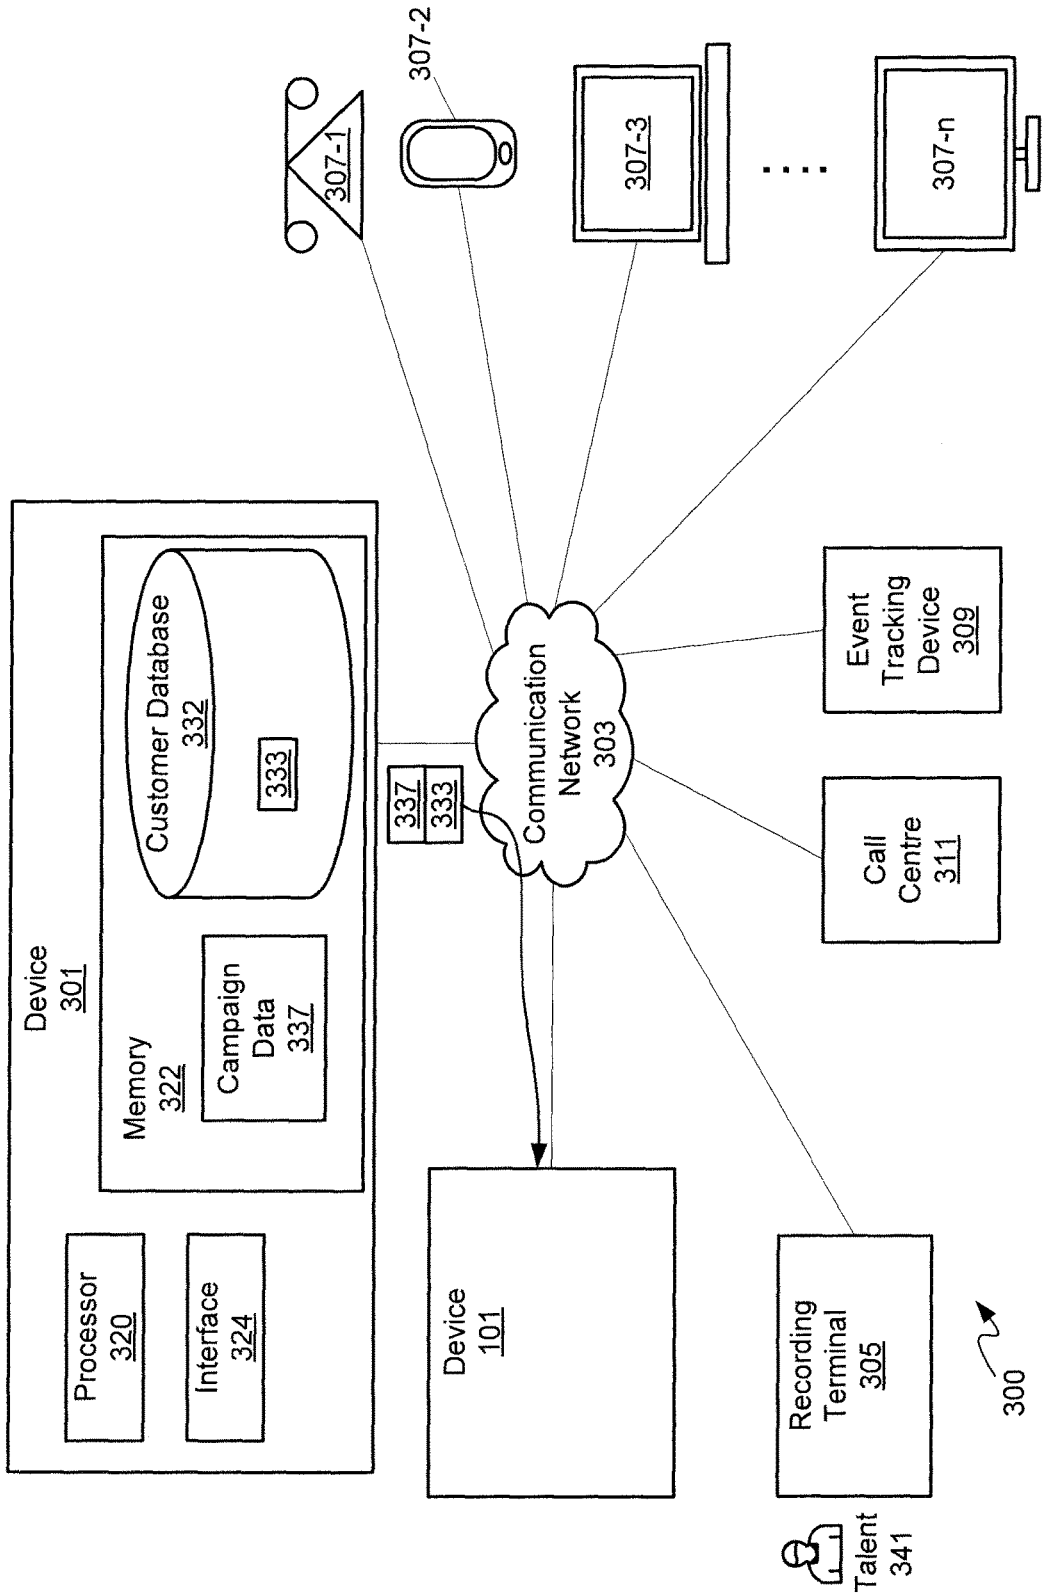 Device
301
Processor
320
Interface
324
Memory
322
Campaign
Data
337
Customer Database
332
333
337
333
Device
101
Communication
Network
303
307-1
307-2
307-3
307-n
Recording
Terminal
305
Talent
341
Call
Centre
311
Event
Tracking
Device
309
300